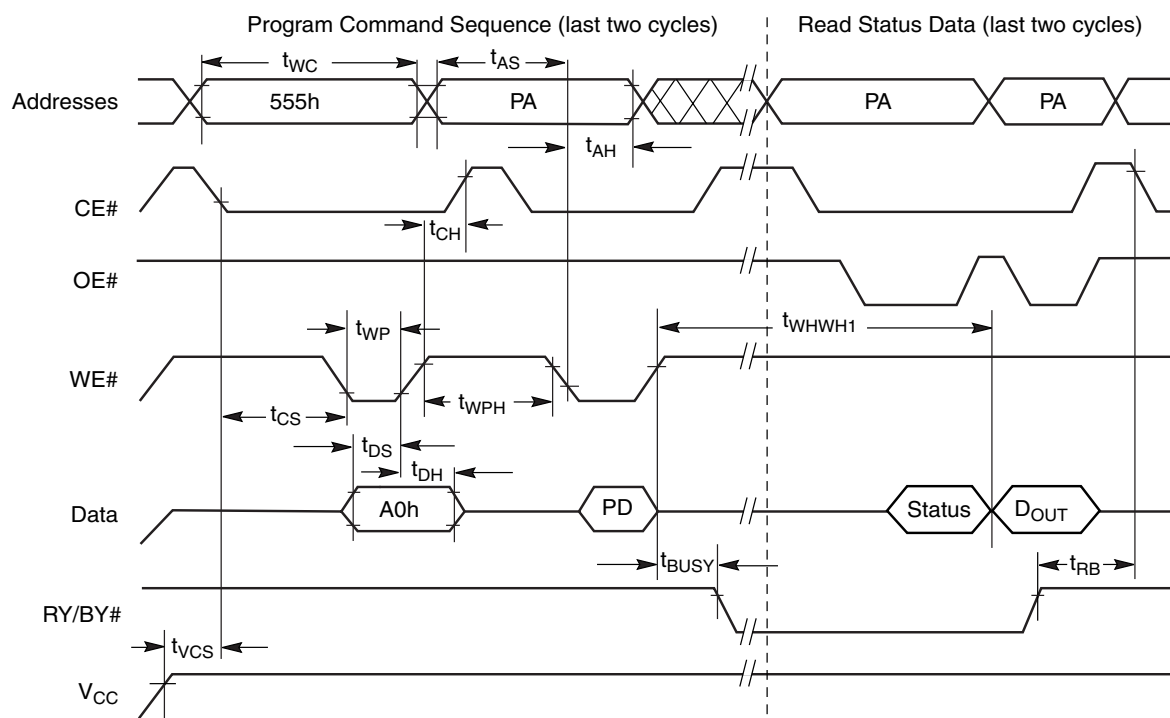 Program Command Sequence (last two cycles)
Read Status Data (last two cycles)
tWC
tAS
Addresses
555h
PA
PA
PA
tAH
CE#
tCH
OE#
tWP
tWHWH1
WE#
tCS
tWPH
tDS
tDH
Data
A0h
PD
Status
DOUT
tBUSY
tRB
RY/BY#
tVCS
VCC